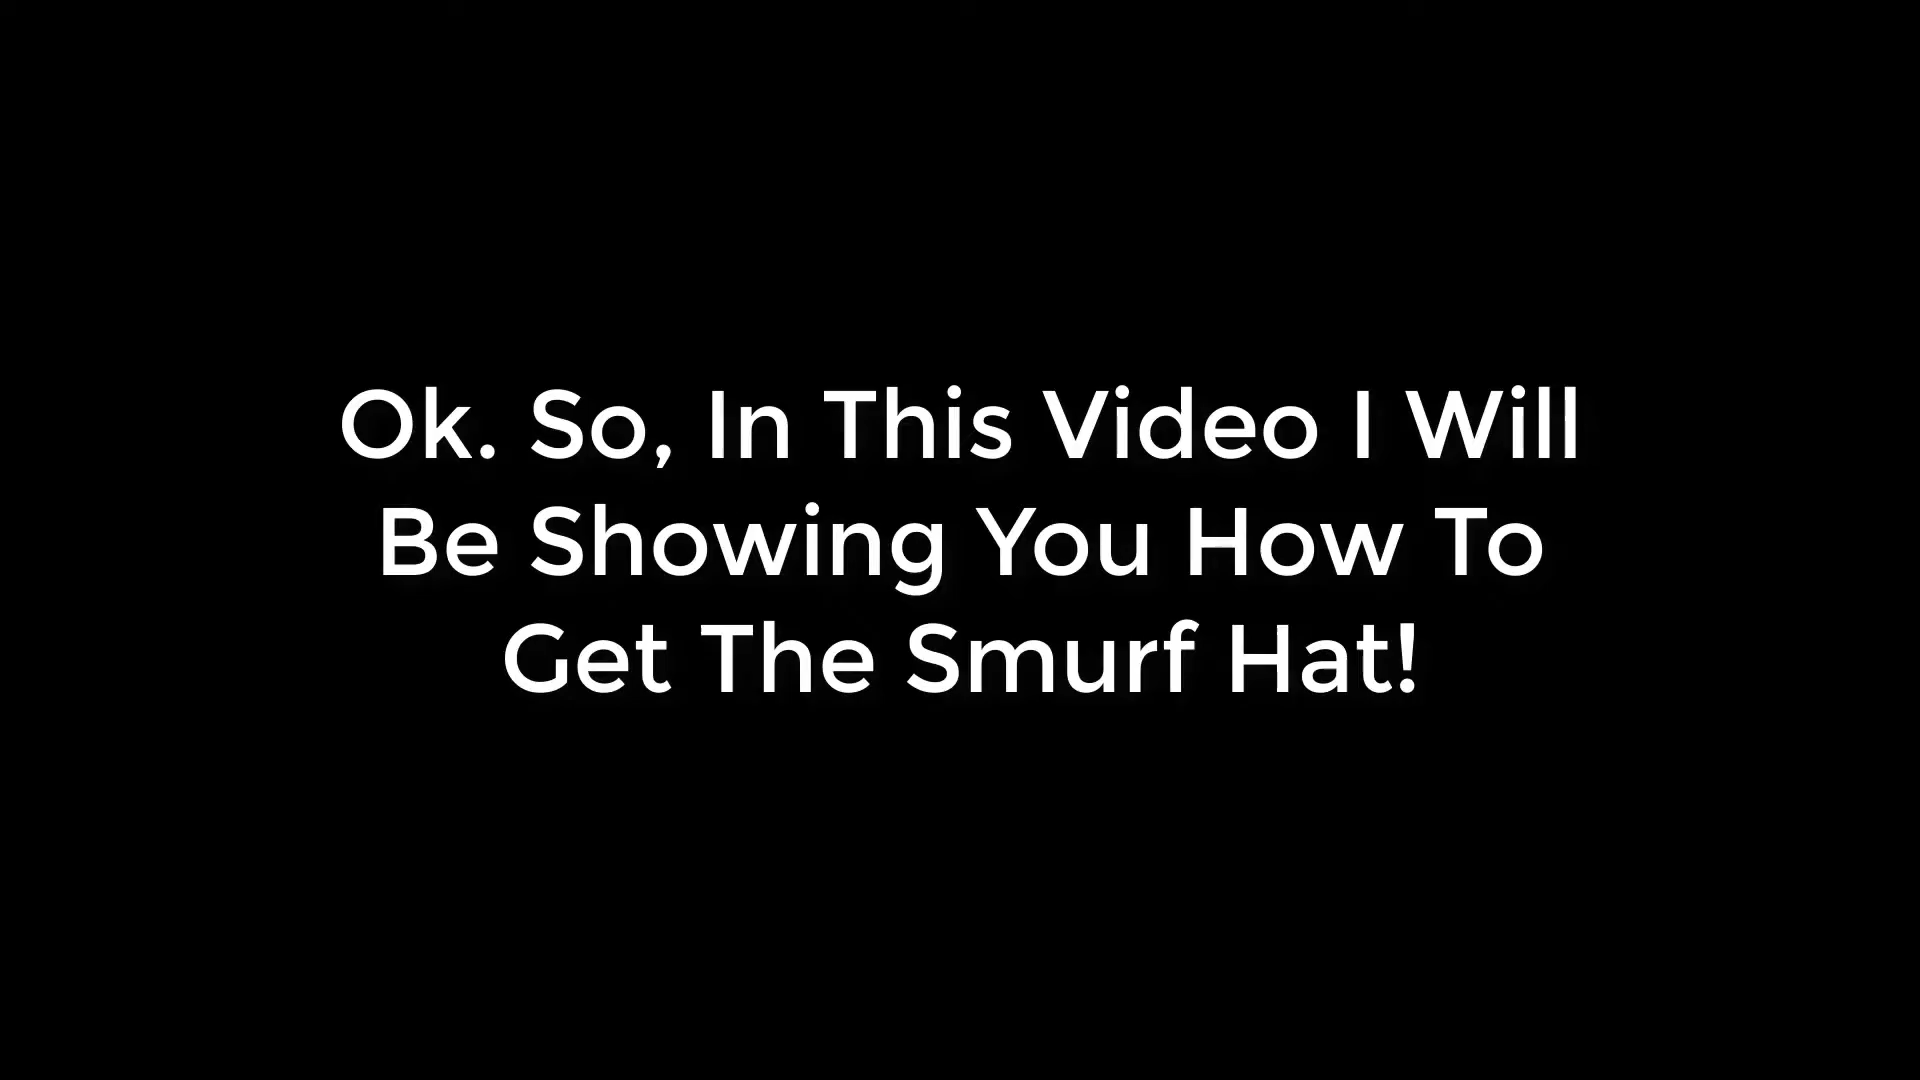 Ok. So, In This Video I Will
Be Showing You How To
Get The Smurf Hat!